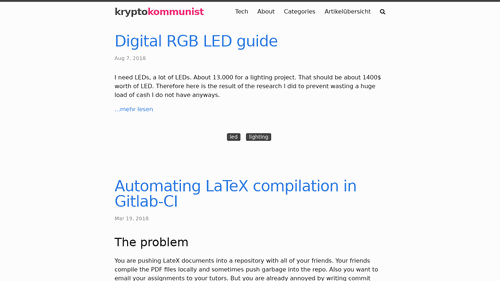 kryptokommunist Tech About Categories Artikelübersicht
Digital RGB LED guide
Aug 7, 2018
I need LEDs, a lot of LEDs. About 13.000 for a lighting project. That should be about 1400$
worth of LED. Therefore here is the result of the research I did to prevent wasting a huge
load of cash I do not have anyways.
...mehr lesen
led lighting
Automating LaTeX compilation in
Gitlab-CI
Mar 19, 2018
The problem
You are pushing LateX documents into a repository with all of your friends. Your friends
compile the PDF files locally and sometimes push garbage into the repo. Also you want to
email your assignments to your tutors. But you are already annoyed by writing commit